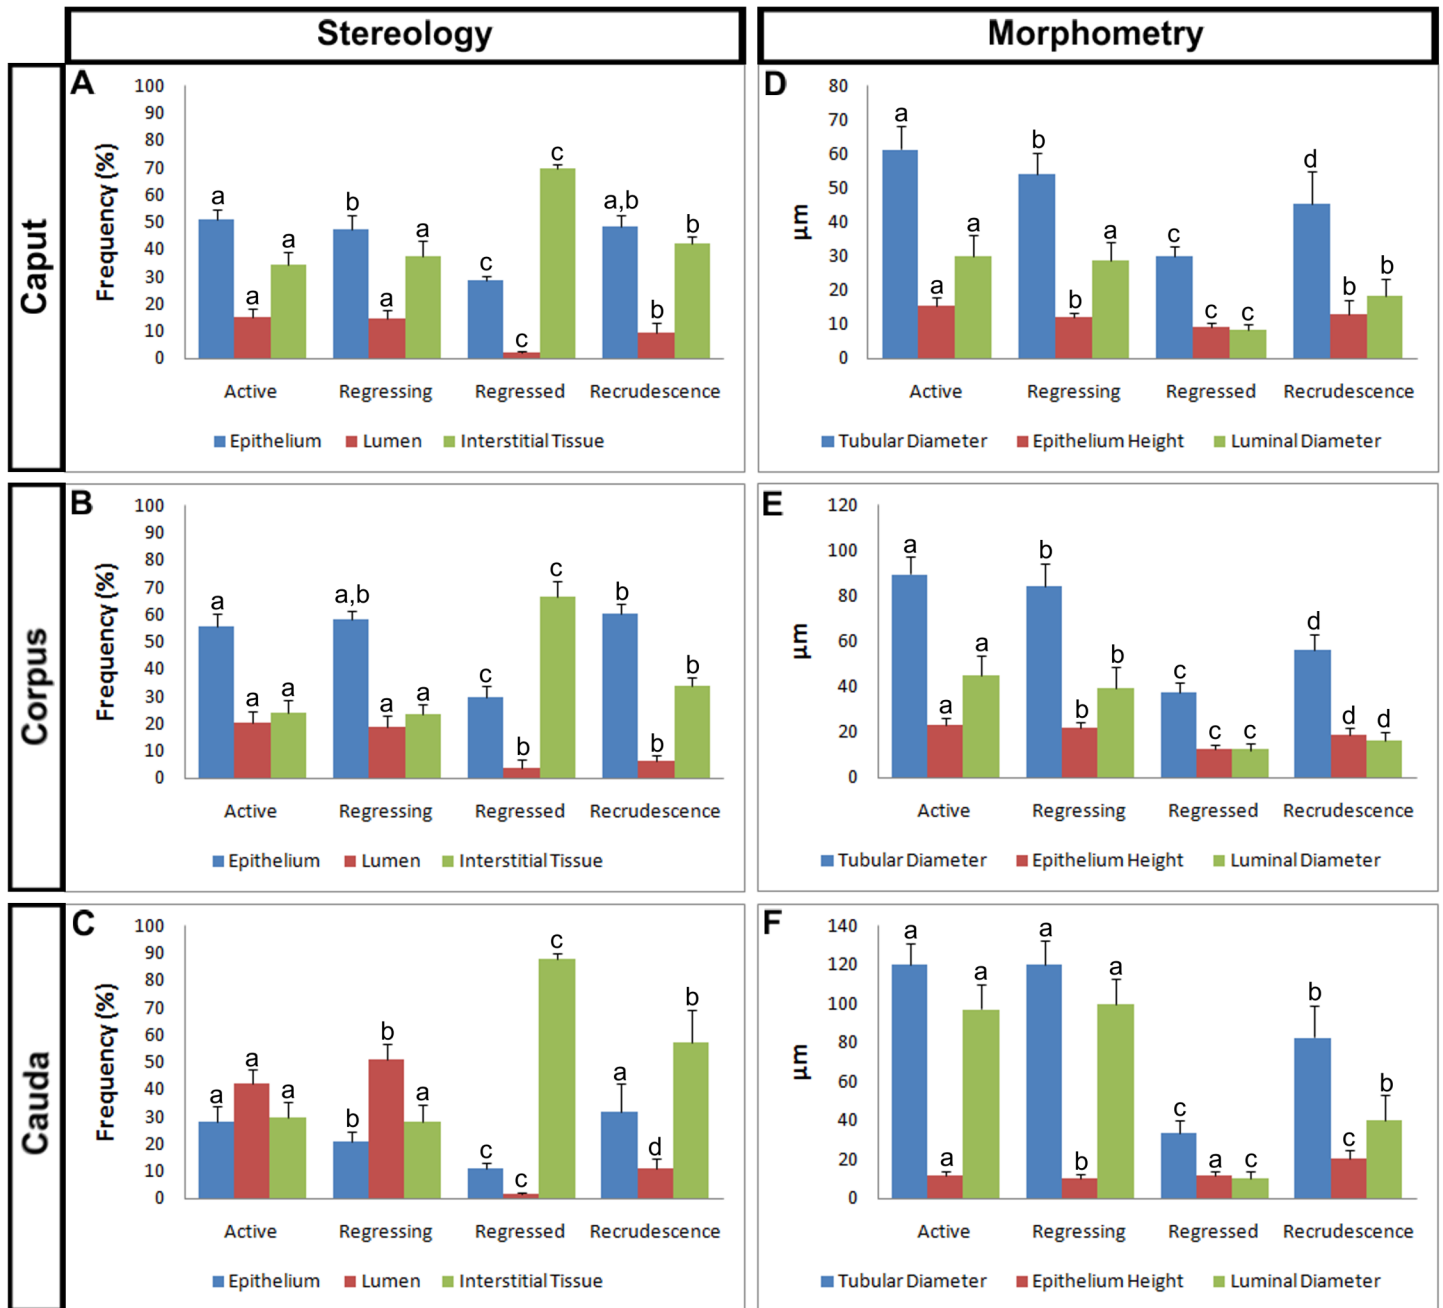 Stereology
Morphometry
Caput
A
Frequency (%)
100
90
80
70
60
50
40
30
20
10
0
a
a
a
b
a
a
c
c
c
a,b
b
b
Active Regressing Regressed Recrudescence
Epithelium Lumen Interstitial Tissue
D
µm
80
70
60
50
40
30
20
10
0
a
a
a
b
b
a
c
c
c
d
b
b
Active Regressing Regressed Recrudescence
Tubular Diameter Epithelium Height Luminal Diameter
Corpus
B
Frequency (%)
100
90
80
70
60
50
40
30
20
10
0
a
a
a
a,b
a
a
c
b
c
b
b
b
Active Regressing Regressed Recrudescence
Epithelium Lumen Interstitial Tissue
E
µm
120
100
80
60
40
20
0
a
a
a
b
b
b
c
c
c
d
d
d
Active Regressing Regressed Recrudescence
Tubular Diameter Epithelium Height Luminal Diameter
Cauda
C
Frequency (%)
100
90
80
70
60
50
40
30
20
10
0
a
a
a
b
b
a
c
c
c
a
d
b
Active Regressing Regressed Recrudescence
Epithelium Lumen Interstitial Tissue
F
µm
140
120
100
80
60
40
20
0
a
a
a
a
b
a
c
a
c
b
c
b
Active Regressing Regressed Recrudescence
Tubular Diameter Epithelium Height Luminal Diameter